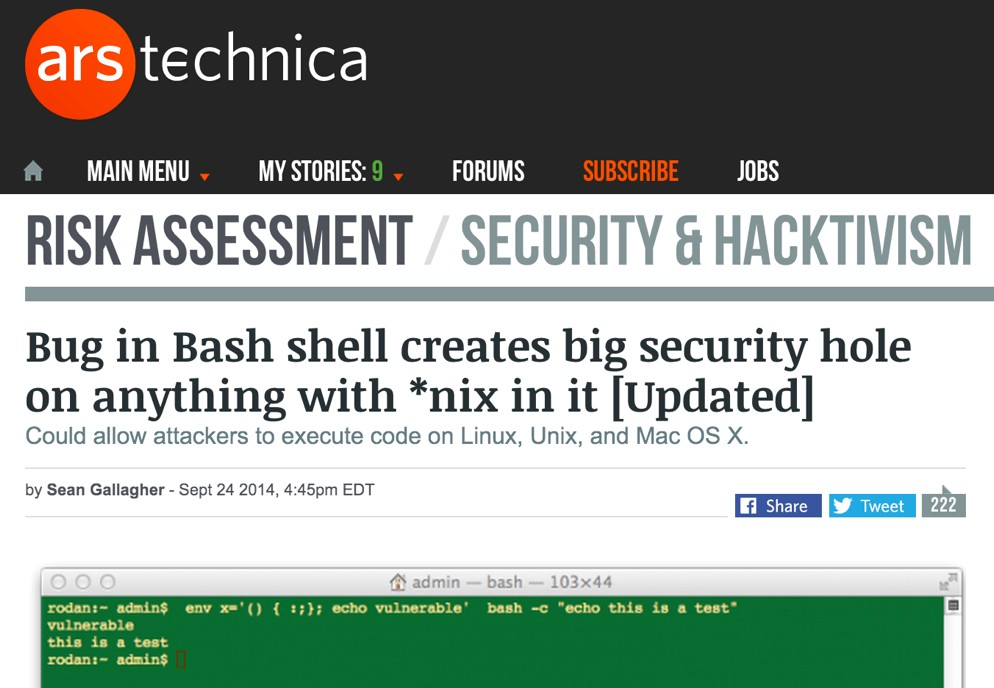 ars technica
MAIN MENU MY STORIES: 9 FORUMS SUBSCRIBE JOBS
RISK ASSESSMENT / SECURITY & HACKTIVISM
Bug in Bash shell creates big security hole
on anything with *nix in it [Updated]
Could allow attackers to execute code on Linux, Unix, and Mac OS X.
by Sean Gallagher - Sept 24 2014, 4:45pm EDT
Share Tweet 222
admin — bash — 103×44
rodan:~ admin$ env x='() { :;}; echo vulnerable' bash -c "echo this is a test"
vulnerable
this is a test
rodan:~ admin$